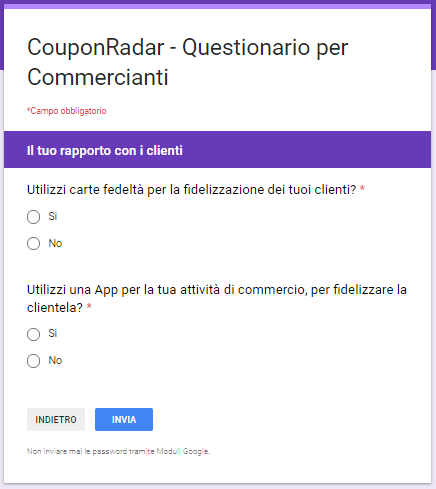 CouponRadar - Questionario per
Commercianti
*Campo obbligatorio
Il tuo rapporto con i clienti
Utilizzi carte fedeltà per la fidelizzazione dei tuoi clienti? *
Si
No
Utilizzi una App per la tua attività di commercio, per fidelizzare la
clientela? *
Si
No
INDIETRO INVIA
Non inviare mai le password tramite Moduli Google.